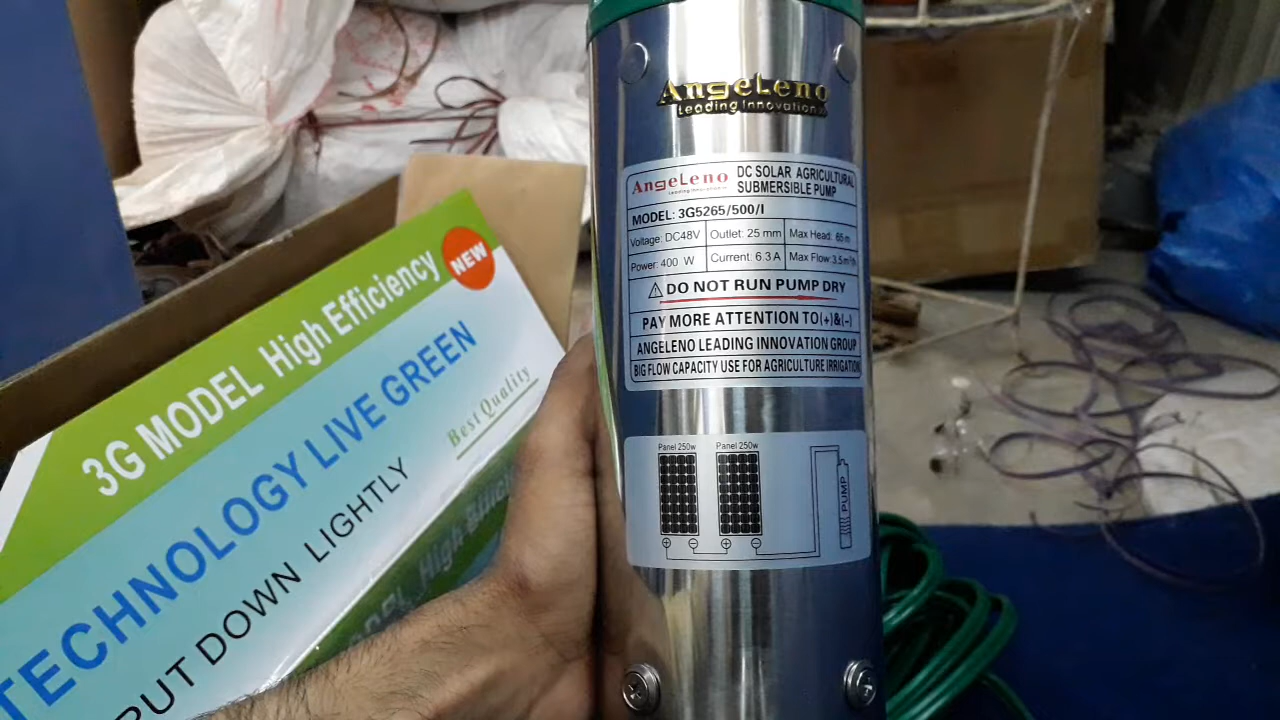 AngeLeno
Leading Innovation
AngeLeno
Leading Innovation
DC SOLAR AGRICULTURAL
SUBMERSIBLE PUMP
MODEL: 3G5265/500/I
Voltage: DC48V Outlet: 25 mm Max Head: 65 m
Power: 400 W Current: 6.3 A Max Flow 3.5m³/h
DO NOT RUN PUMP DRY
PAY MORE ATTENTION TO(+)&(−)
ANGELENO LEADING INNOVATION GROUP
BIG FLOW CAPACITY USE FOR AGRICULTURE IRRIGATION
Panel 250w Panel 250w
PUMP
+ − + −
3G MODEL High Efficiency
NEW
TECHNOLOGY LIVE GREEN
PUT DOWN LIGHTLY
Best Quality